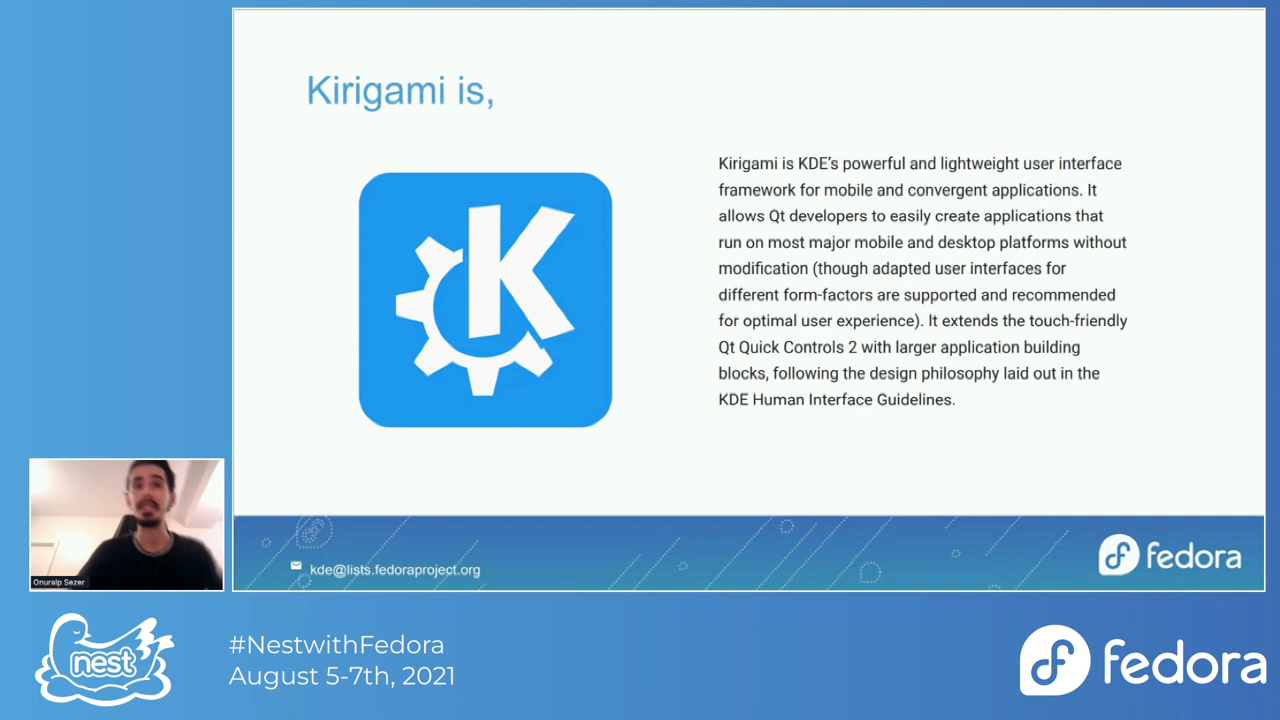 Kirigami is,
Kirigami is KDE’s powerful and lightweight user interface
framework for mobile and convergent applications. It
allows Qt developers to easily create applications that
run on most major mobile and desktop platforms without
modification (though adapted user interfaces for
different form-factors are supported and recommended
for optimal user experience). It extends the touch-friendly
Qt Quick Controls 2 with larger application building
blocks, following the design philosophy laid out in the
KDE Human Interface Guidelines.
K
kde@lists.fedoraproject.org
fedora
Onuralp Sezer
nest
#NestwithFedora
August 5-7th, 2021
fedora